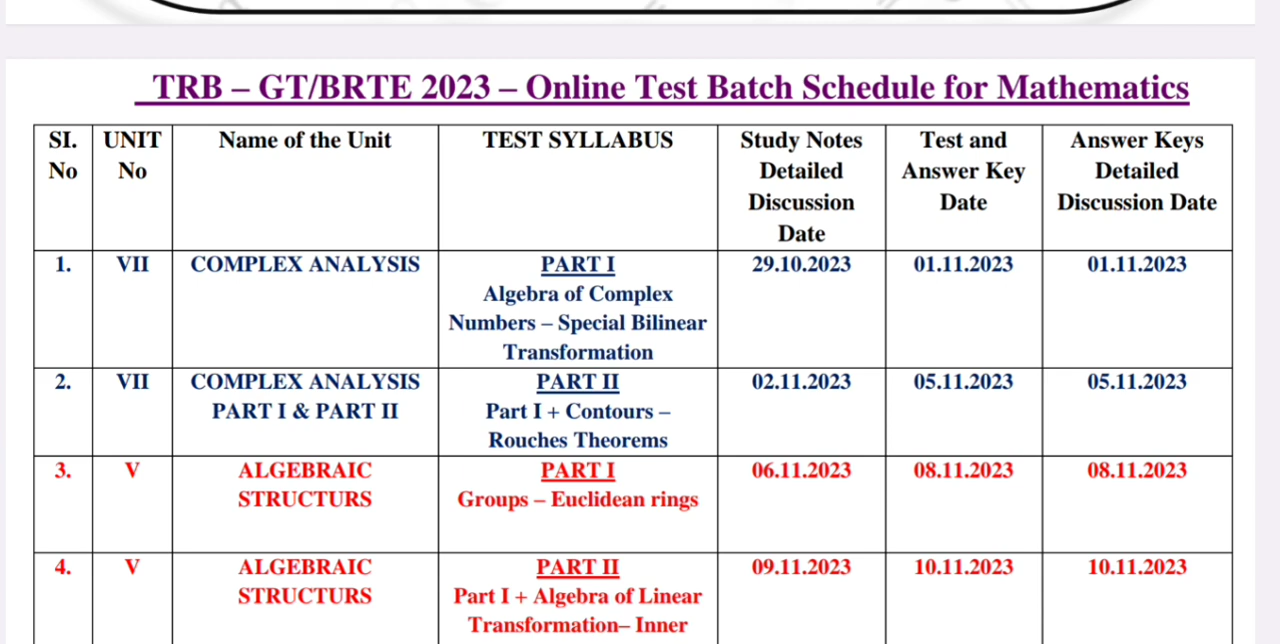 TRB – GT/BRTE 2023 – Online Test Batch Schedule for Mathematics
SI. No | UNIT No | Name of the Unit | TEST SYLLABUS | Study Notes Detailed Discussion Date | Test and Answer Key Date | Answer Keys Detailed Discussion Date
1. | VII | COMPLEX ANALYSIS | PART I Algebra of Complex Numbers – Special Bilinear Transformation | 29.10.2023 | 01.11.2023 | 01.11.2023
2. | VII | COMPLEX ANALYSIS PART I & PART II | PART II Part I + Contours – Rouches Theorems | 02.11.2023 | 05.11.2023 | 05.11.2023
3. | V | ALGEBRAIC STRUCTURS | PART I Groups – Euclidean rings | 06.11.2023 | 08.11.2023 | 08.11.2023
4. | V | ALGEBRAIC STRUCTURS | PART II Part I + Algebra of Linear Transformation– Inner | 09.11.2023 | 10.11.2023 | 10.11.2023